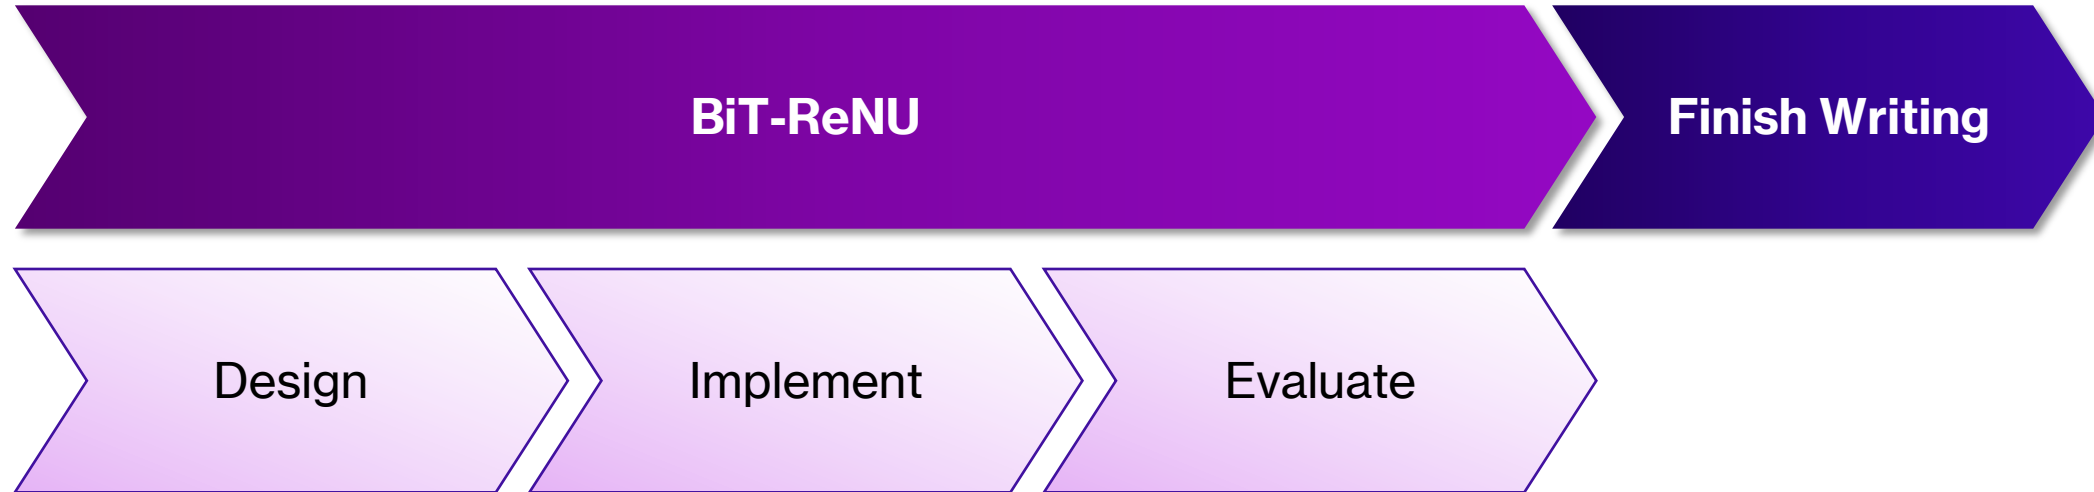 BiT-ReNU
Finish Writing
Design
Implement
Evaluate